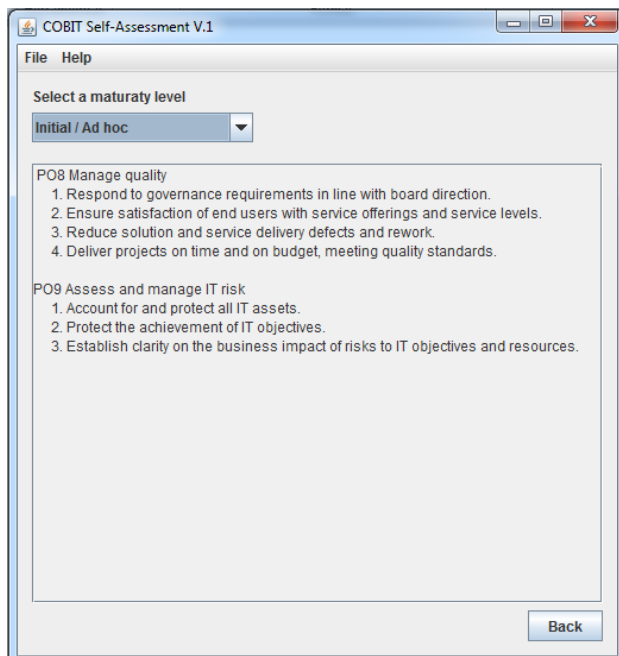 COBIT Self-Assessment V.1
File Help
Select a maturaty level
Initial / Ad hoc
PO8 Manage quality
1. Respond to governance requirements in line with board direction.
2. Ensure satisfaction of end users with service offerings and service levels.
3. Reduce solution and service delivery defects and rework.
4. Deliver projects on time and on budget, meeting quality standards.
PO9 Assess and manage IT risk
1. Account for and protect all IT assets.
2. Protect the achievement of IT objectives.
3. Establish clarity on the business impact of risks to IT objectives and resources.
Back